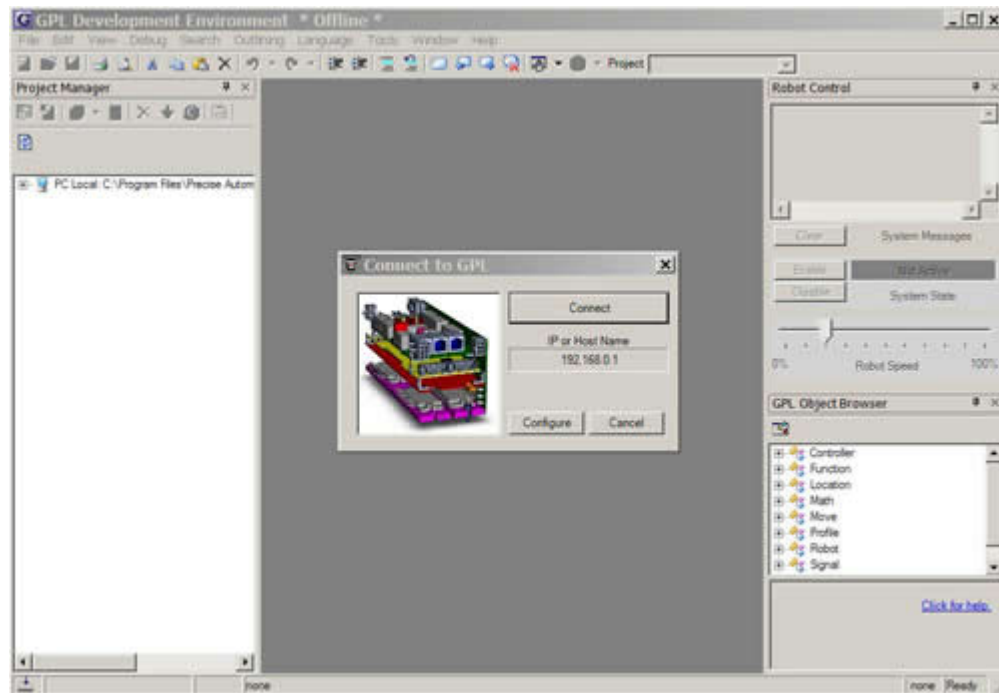 GPL Development Environment * Offline *
File Edit View Debug Search Outlining Language Tools Window Help
Project
Project Manager
PC Local: C:\Program Files\Precise Autom
Connect to GPL
Connect
IP or Host Name
192.168.0.1
Configure Cancel
Robot Control
Clear System Messages
Enable Not Active
Disable System State
0% Robot Speed 100%
GPL Object Browser
Controller
Function
Location
Math
Move
Profile
Robot
Signal
Click for help.
none none Ready